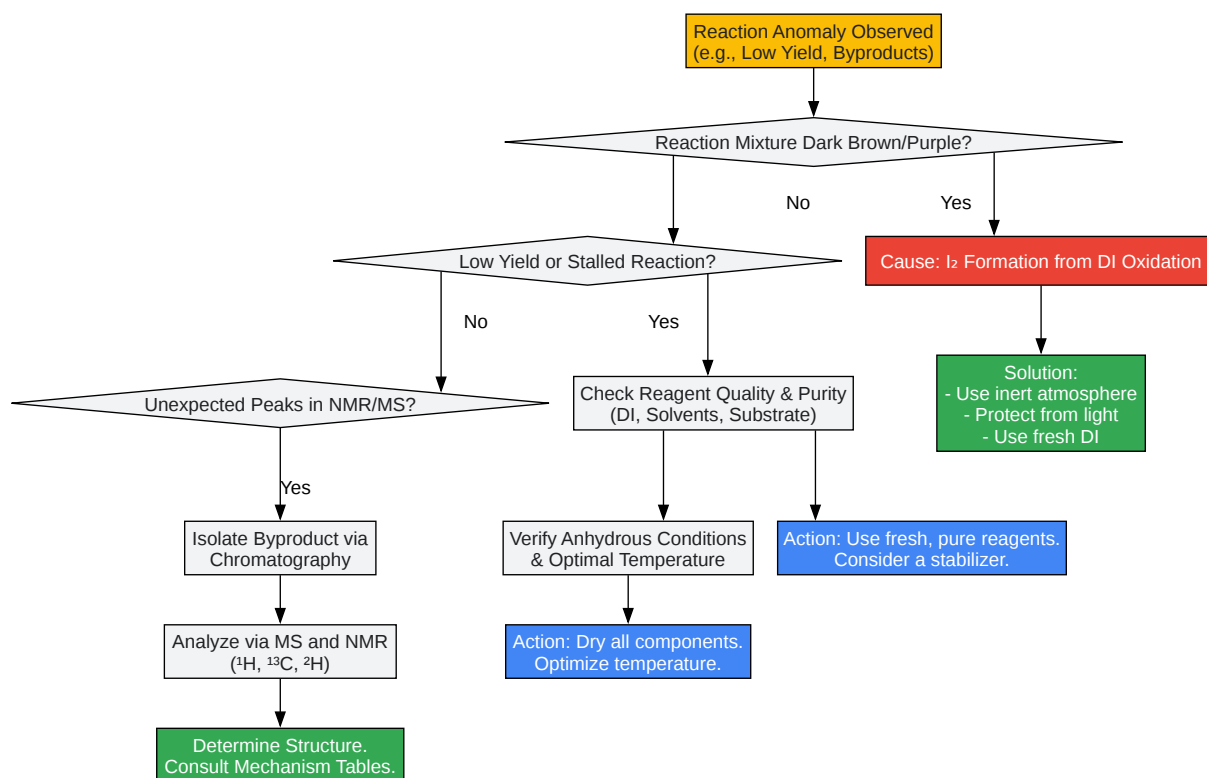 Reaction Anomaly Observed
(e.g., Low Yield, Byproducts)
Reaction Mixture Dark Brown/Purple?
No
Yes
Low Yield or Stalled Reaction?
Cause: I₂ Formation from DI Oxidation
No
Yes
Solution:
- Use inert atmosphere
- Protect from light
- Use fresh DI
Unexpected Peaks in NMR/MS?
Check Reagent Quality & Purity
(DI, Solvents, Substrate)
Yes
Isolate Byproduct via
Chromatography
Verify Anhydrous Conditions
& Optimal Temperature
Action: Use fresh, pure reagents.
Consider a stabilizer.
Analyze via MS and NMR
(¹H, ¹³C, ²H)
Action: Dry all components.
Optimize temperature.
Determine Structure.
Consult Mechanism Tables.